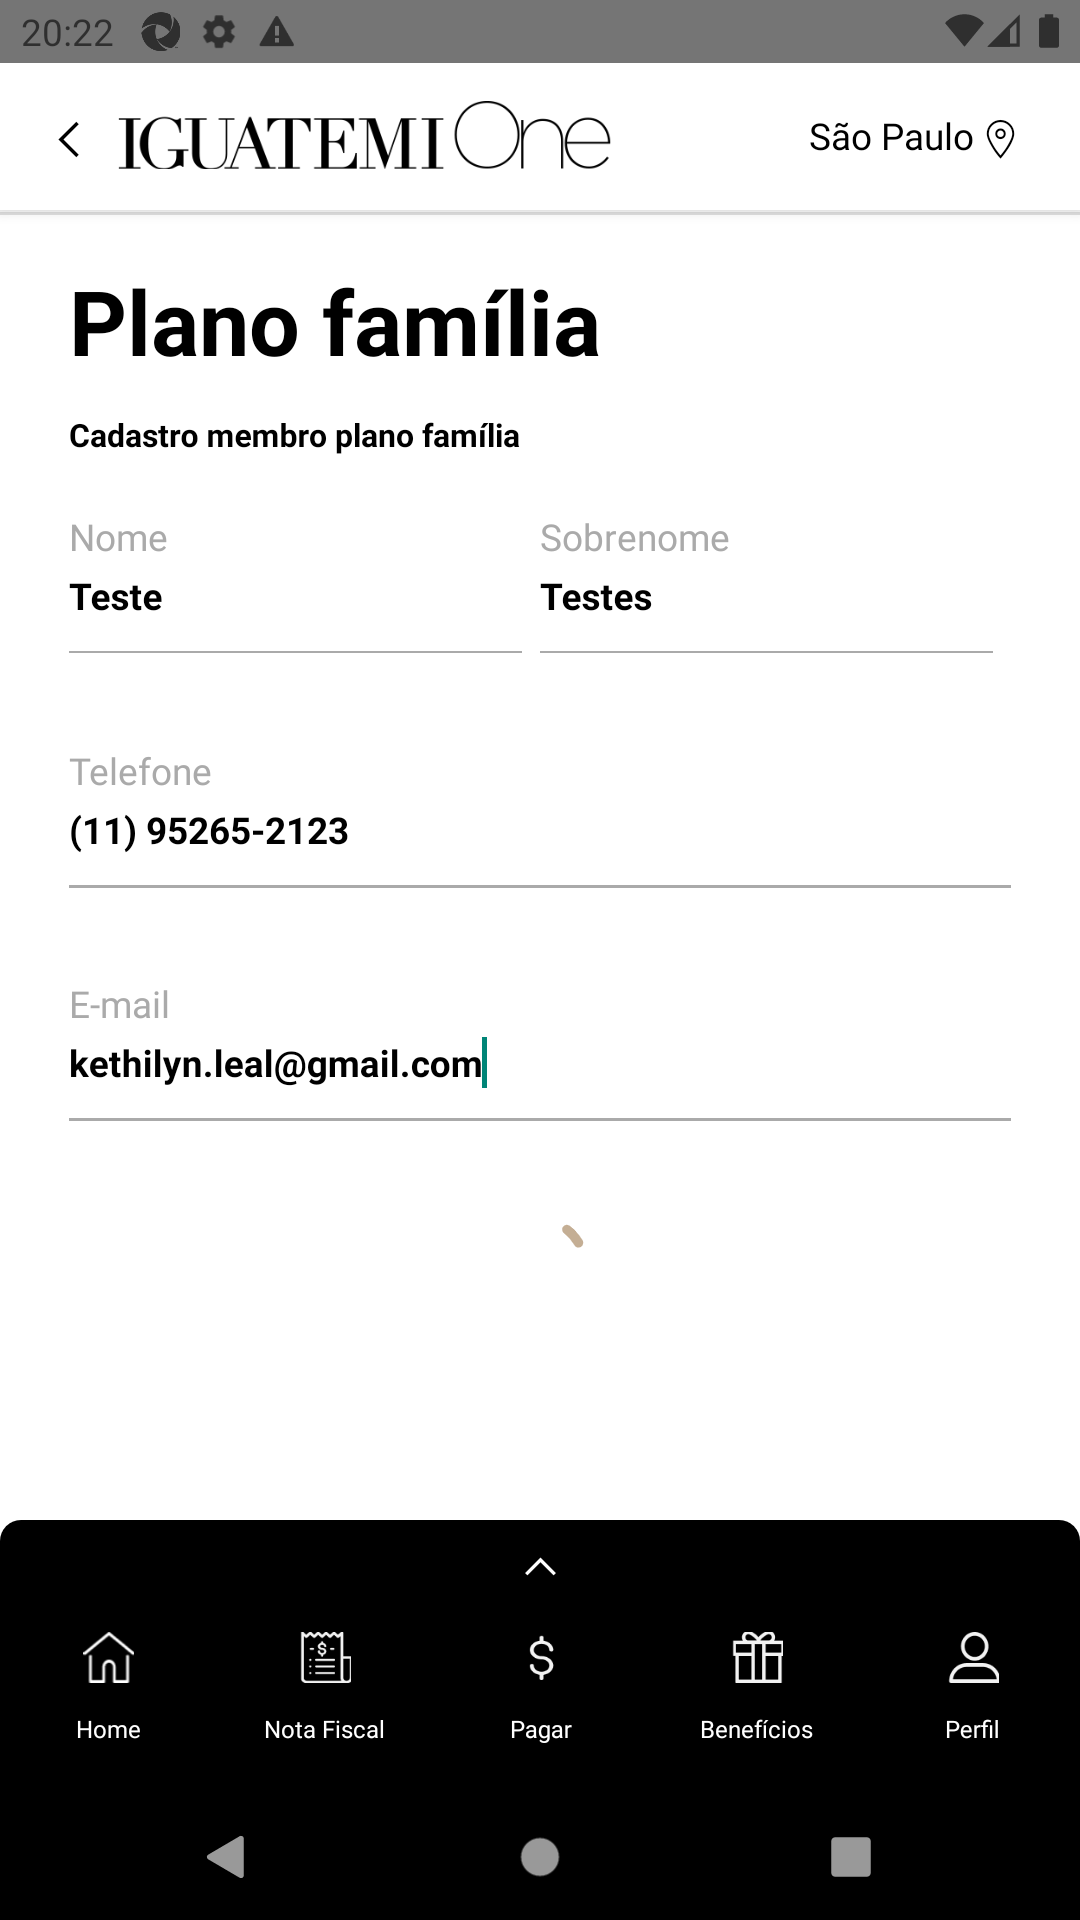 20:22
IGUATEMI One
São Paulo
Plano família
Cadastro membro plano família
Nome
Sobrenome
Teste
Testes
Telefone
(11) 95265-2123
E-mail
kethilyn.leal@gmail.com
Home
Nota Fiscal
Pagar
Benefícios
Perfil